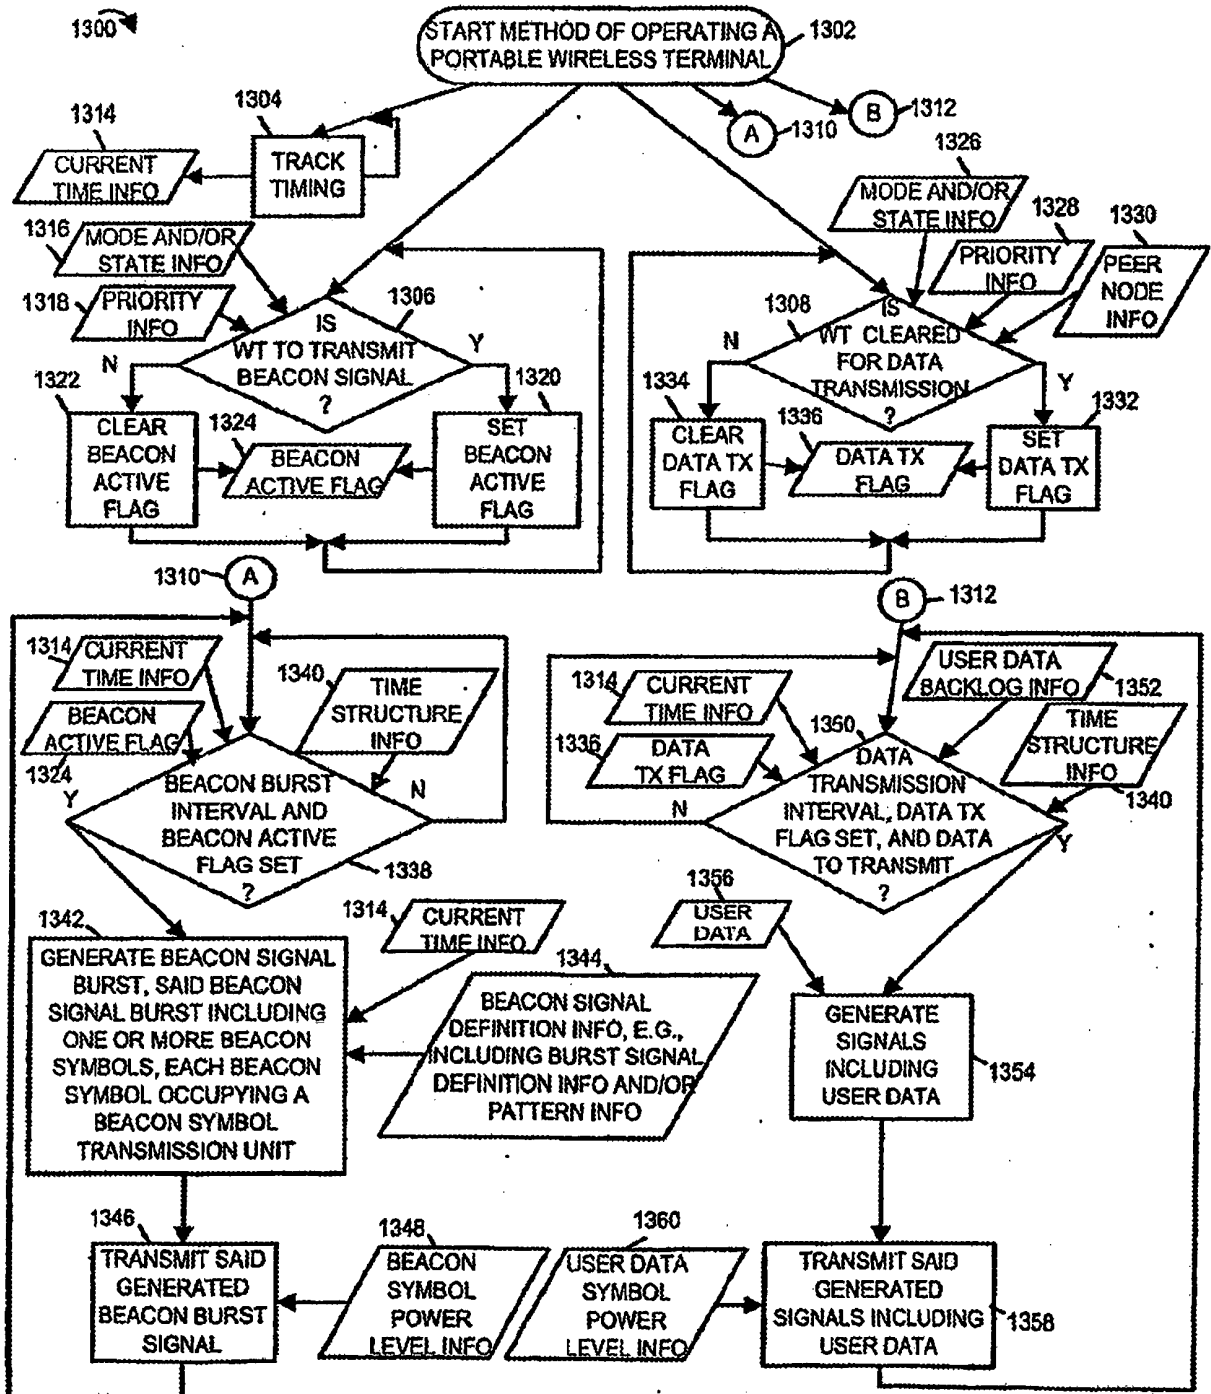 1300
START METHOD OF OPERATING A
PORTABLE WIRELESS TERMINAL
1302
A
1310
B
1312
1304
TRACK
TIMING
1314
CURRENT
TIME INFO
1316
MODE AND/OR
STATE INFO
1318
PRIORITY
INFO
1306
IS
WT TO TRANSMIT
BEACON SIGNAL
?
N
Y
1322
CLEAR
BEACON
ACTIVE
FLAG
1324
BEACON
ACTIVE FLAG
1320
SET
BEACON
ACTIVE
FLAG
1326
MODE AND/OR
STATE INFO
1328
PRIORITY
INFO
1330
PEER
NODE
INFO
1308
IS
WT CLEARED
FOR DATA
TRANSMISSION
?
N
Y
1334
CLEAR
DATA TX
FLAG
1336
DATA TX
FLAG
1332
SET
DATA TX
FLAG
1310
A
1314
CURRENT
TIME INFO
BEACON
ACTIVE FLAG
1324
1340
TIME
STRUCTURE
INFO
Y
BEACON BURST
INTERVAL AND
BEACON ACTIVE
FLAG SET
?
N
1338
1342
GENERATE BEACON SIGNAL
BURST, SAID BEACON
SIGNAL BURST INCLUDING
ONE OR MORE BEACON
SYMBOLS, EACH BEACON
SYMBOL OCCUPYING A
BEACON SYMBOL
TRANSMISSION UNIT
1314
CURRENT
TIME INFO
1344
BEACON SIGNAL
DEFINITION INFO, E.G.,
INCLUDING BURST SIGNAL
DEFINITION INFO AND/OR
PATTERN INFO
1346
TRANSMIT SAID
GENERATED
BEACON BURST
SIGNAL
1348
BEACON
SYMBOL
POWER
LEVEL INFO
B
1312
1314
CURRENT
TIME INFO
1336
DATA
TX FLAG
USER DATA
BACKLOG INFO
1352
TIME
STRUCTURE
INFO
1340
1350
DATA
TRANSMISSION
INTERVAL, DATA TX
FLAG SET, AND DATA
TO TRANSMIT
?
N
Y
1356
USER
DATA
GENERATE
SIGNALS
INCLUDING
USER DATA
1354
1360
USER DATA
SYMBOL
POWER
LEVEL INFO
TRANSMIT SAID
GENERATED
SIGNALS INCLUDING
USER DATA
1358